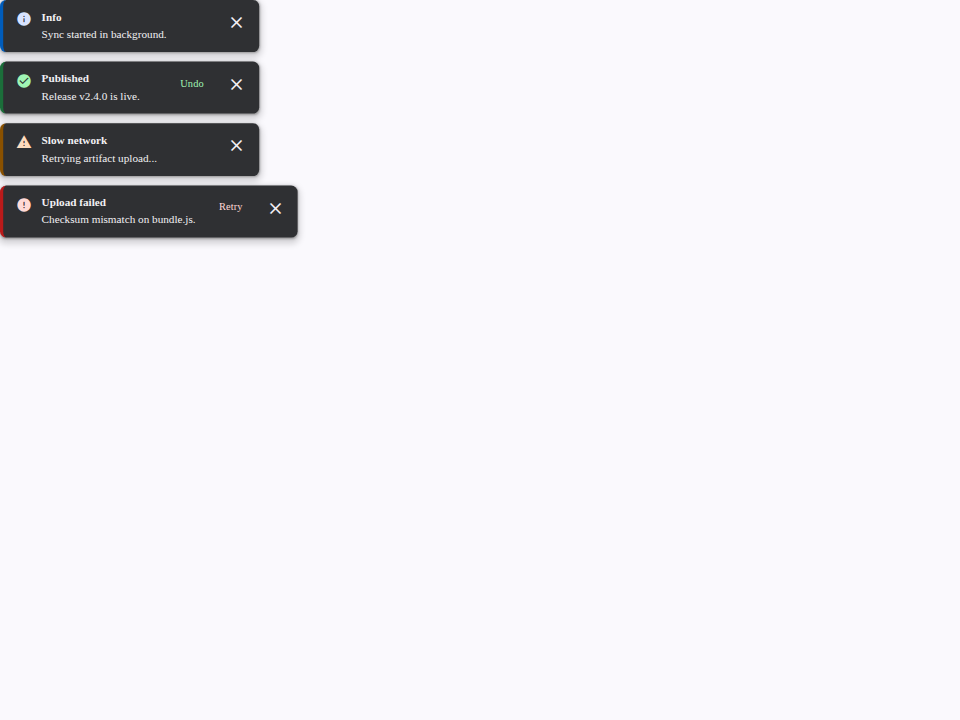 Info
Sync started in background.
Published
Release v2.4.0 is live.
Undo
Slow network
Retrying artifact upload...
Upload failed
Checksum mismatch on bundle.js.
Retry